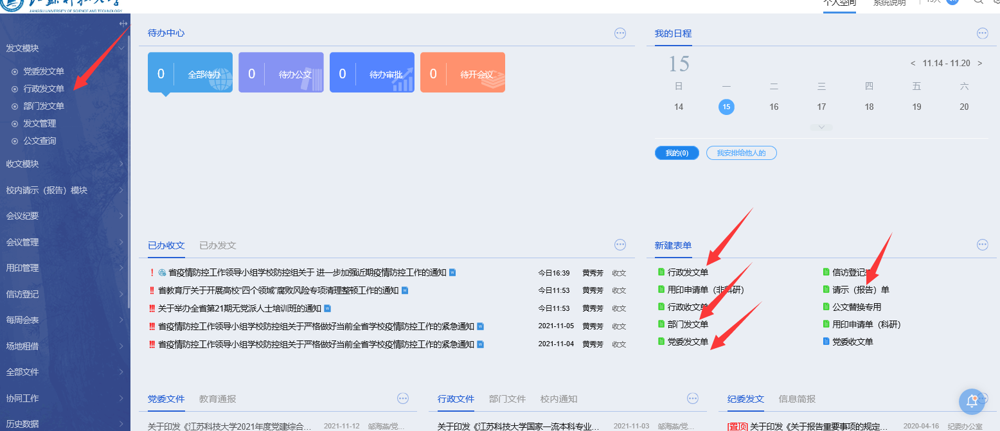 JIANGSU UNIVERSITY OF SCIENCE AND TECHNOLOGY
个人空间 系统说明
发文模块
党委发文单
行政发文单
部门发文单
发文管理
公文查询
收文模块
校内请示（报告）模块
会议纪要
会议管理
用印管理
信访登记
每周会表
场地租借
全部文件
协同工作
历史数据
待办中心
0 全部待办
0 待办公文
0 待办审批
0 待开会议
我的日程
15
< 11.14 - 11.20 >
日 一 二 三 四 五 六
14 15 16 17 18 19 20
我的(0) 我安排给他人的
已办收文 已办发文
! 省疫情防控工作领导小组学校防控组关于 进一步加强近期疫情防控工作的通知 今日16:39 黄秀芳 收文
!! 省教育厅关于开展高校“四个领域”腐败风险专项清理整顿工作的通知 今日11:53 黄秀芳 收文
!!! 关于举办全省第21期无党派人士培训班的通知 今日11:53 黄秀芳 收文
!!! 省疫情防控工作领导小组学校防控组关于严格做好当前全省学校疫情防控工作的紧急通知 2021-11-05 黄秀芳 收文
!!! 省疫情防控工作领导小组学校防控组关于严格做好当前全省学校疫情防控工作的紧急通知 2021-11-04 黄秀芳 收文
新建表单
行政发文单 信访登记
用印申请单（非科研） 请示（报告）单
行政收文单 公文替换专用
部门发文单 用印申请单（科研）
党委发文单 党委收文单
党委文件 教育通报
关于印发《江苏科技大学2021年度党建综合... 2021-11-12 邹海燕/党...
行政文件 部门文件 校内通知
关于印发《江苏科技大学国家一流本科专业... 2021-11-03 邹海燕/党...
纪委发文 信息简报
[置顶] 关于印发《关于报告重要事项的规定... 2020-04-16 纪委办公室